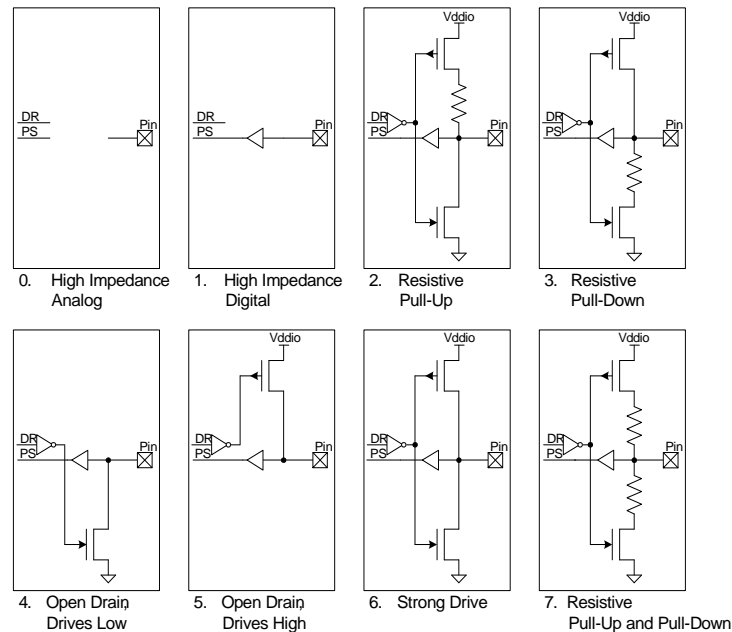 Vddio
Vddio
DR
PS
Pin
DR
PS
Pin
DR
PS
Pin
DR
PS
Pin
0. High Impedance
Analog
1. High Impedance
Digital
2. Resistive
Pull-Up
3. Resistive
Pull-Down
Vddio
Vddio
Vddio
DR
PS
Pin
DR
PS
Pin
DR
PS
Pin
DR
PS
Pin
4. Open Drain,
Drives Low
5. Open Drain,
Drives High
6. Strong Drive
7. Resistive
Pull-Up and Pull-Down